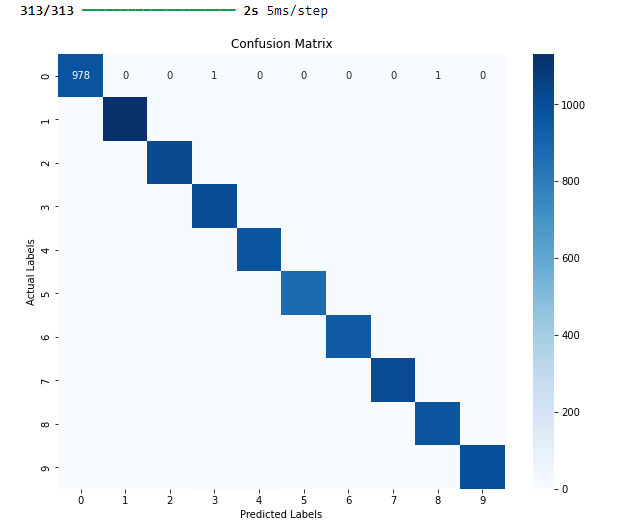 313/313 ━━━━━━━━━━━━━━━━━━━━ 2s 5ms/step
Confusion Matrix
0 978 0 0 1 0 0 0 0 1 0
1
2
3
4
5
6
7
8
9
Actual Labels
0 1 2 3 4 5 6 7 8 9
Predicted Labels
1000
800
600
400
200
0